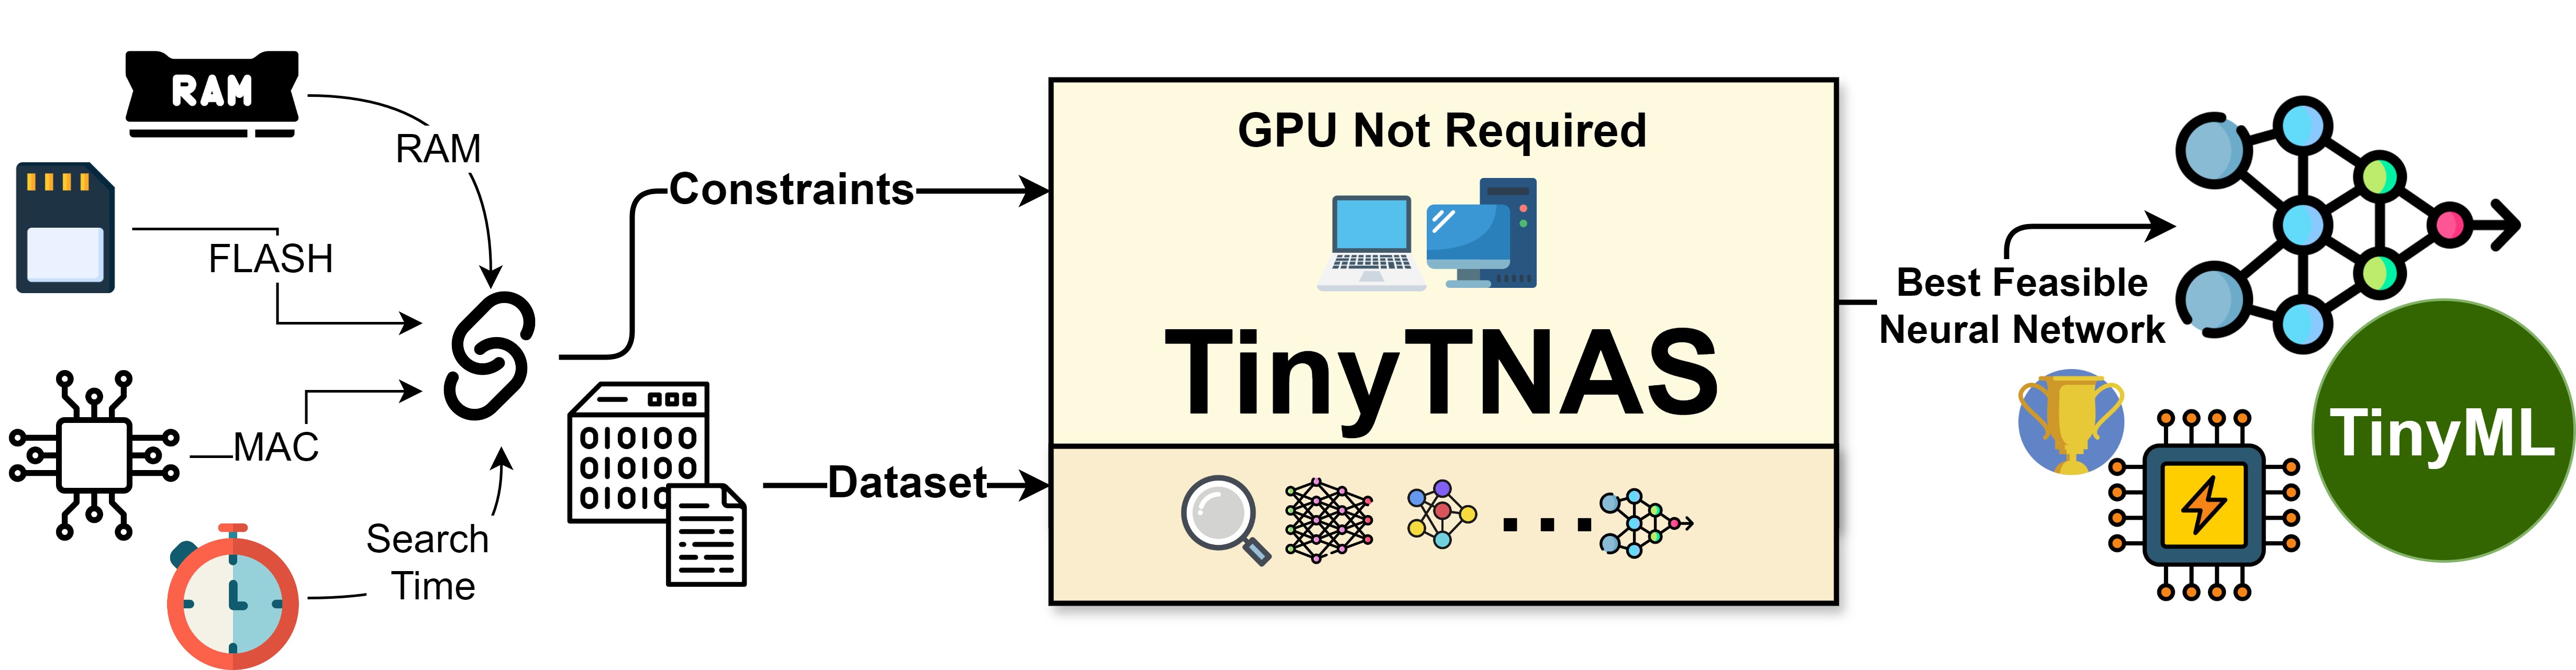 RAM
RAM
FLASH
MAC
Search
Time
Constraints
010100
010100
0101
Dataset
GPU Not Required
TinyTNAS
Best Feasible
Neural Network
TinyML